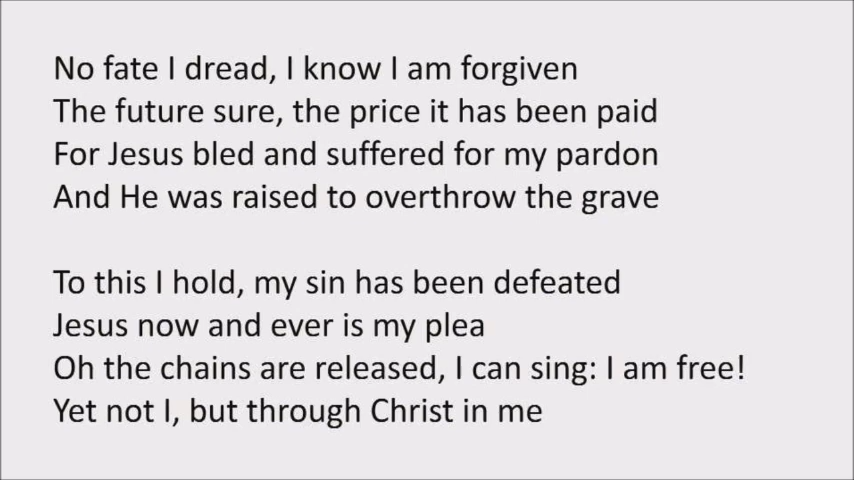 No fate I dread, I know I am forgiven
The future sure, the price it has been paid
For Jesus bled and suffered for my pardon
And He was raised to overthrow the grave
To this I hold, my sin has been defeated
Jesus now and ever is my plea
Oh the chains are released, I can sing: I am free!
Yet not I, but through Christ in me